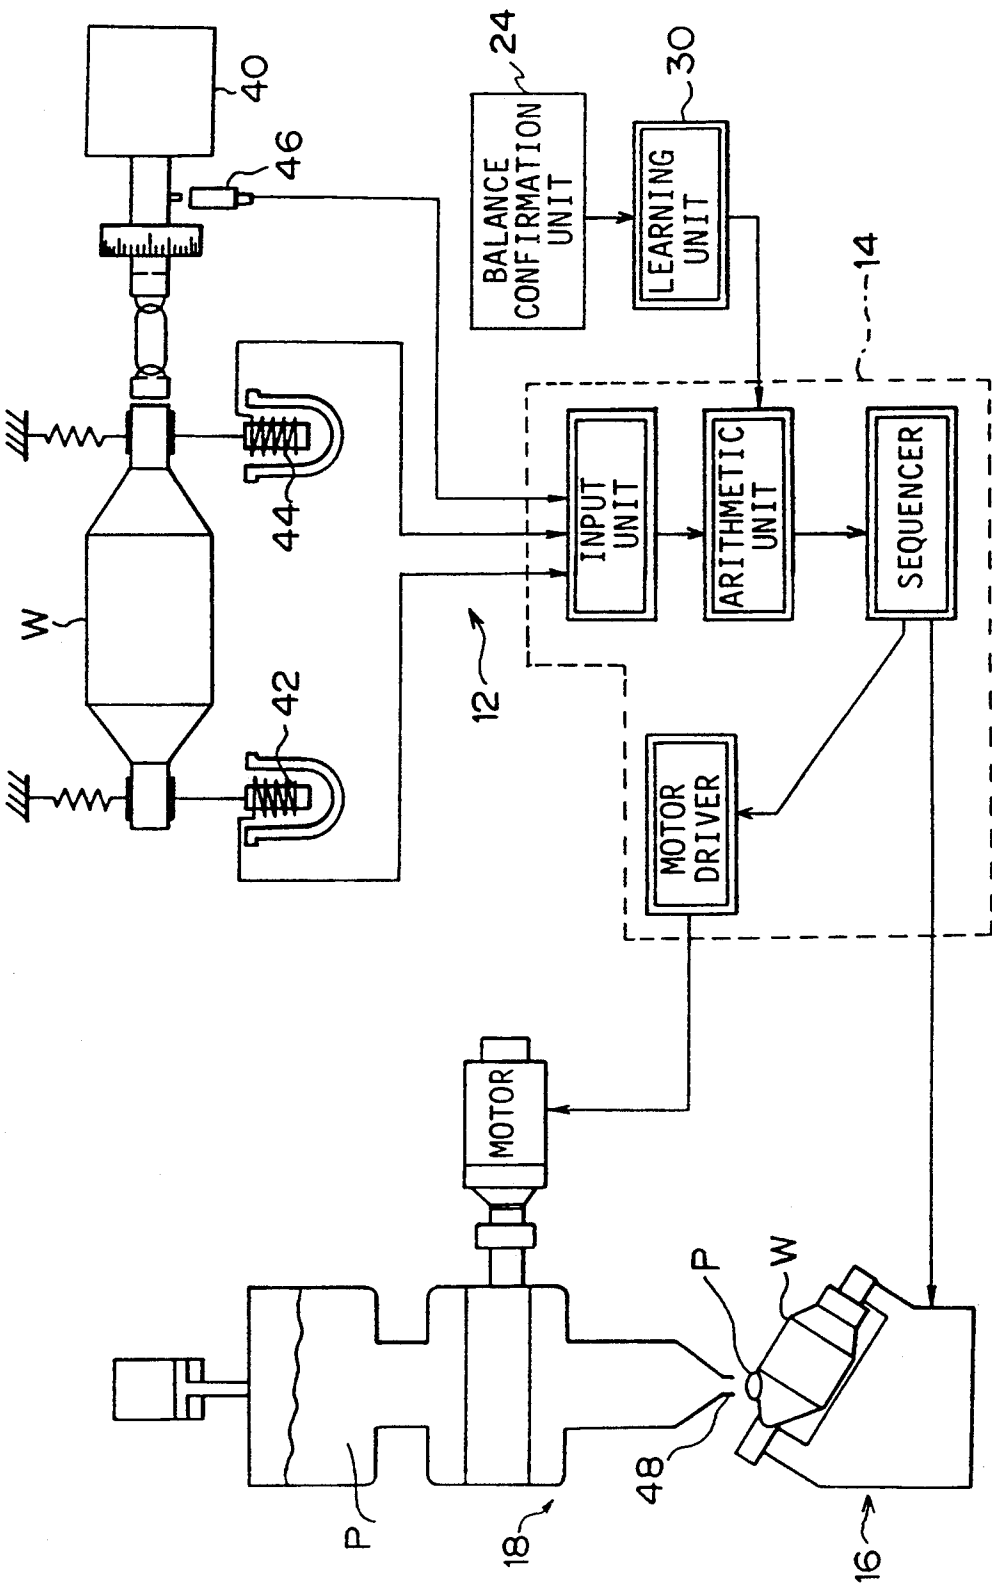 W
40
46
44
42
12
24
BALANCE
CONFIRMATION
UNIT
30
LEARNING
UNIT
14
INPUT
UNIT
ARITHMETIC
UNIT
SEQUENCER
MOTOR
DRIVER
MOTOR
P
18
48
P
W
16